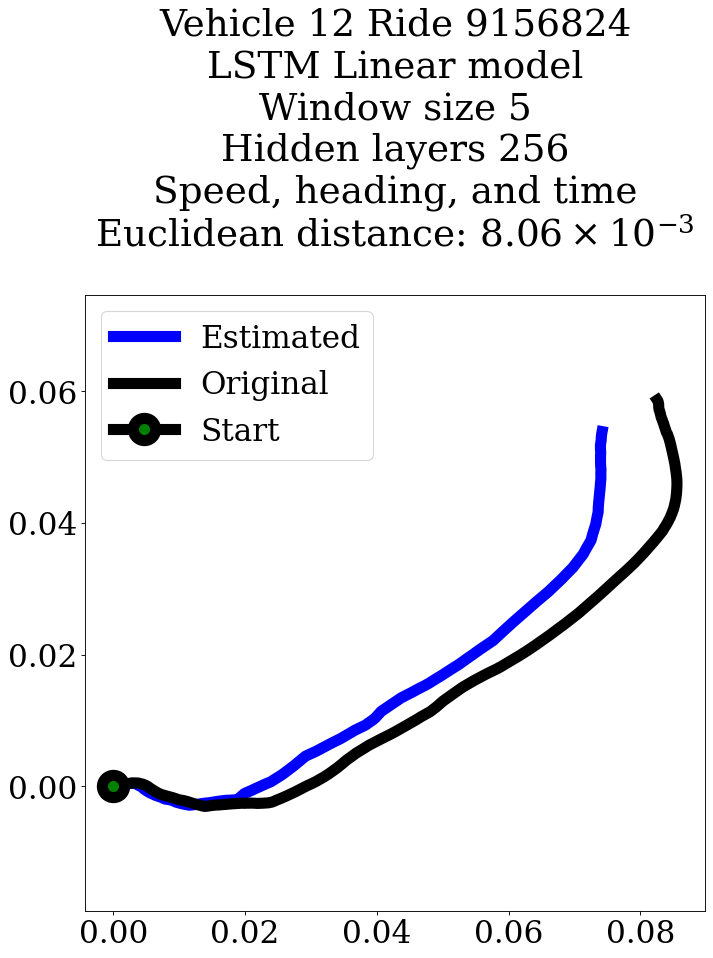 Vehicle 12 Ride 9156824
LSTM Linear model
Window size 5
Hidden layers 256
Speed, heading, and time
Euclidean distance: 8.06 × 10⁻³
Estimated
Original
Start
0.06
0.04
0.02
0.00
0.00 0.02 0.04 0.06 0.08